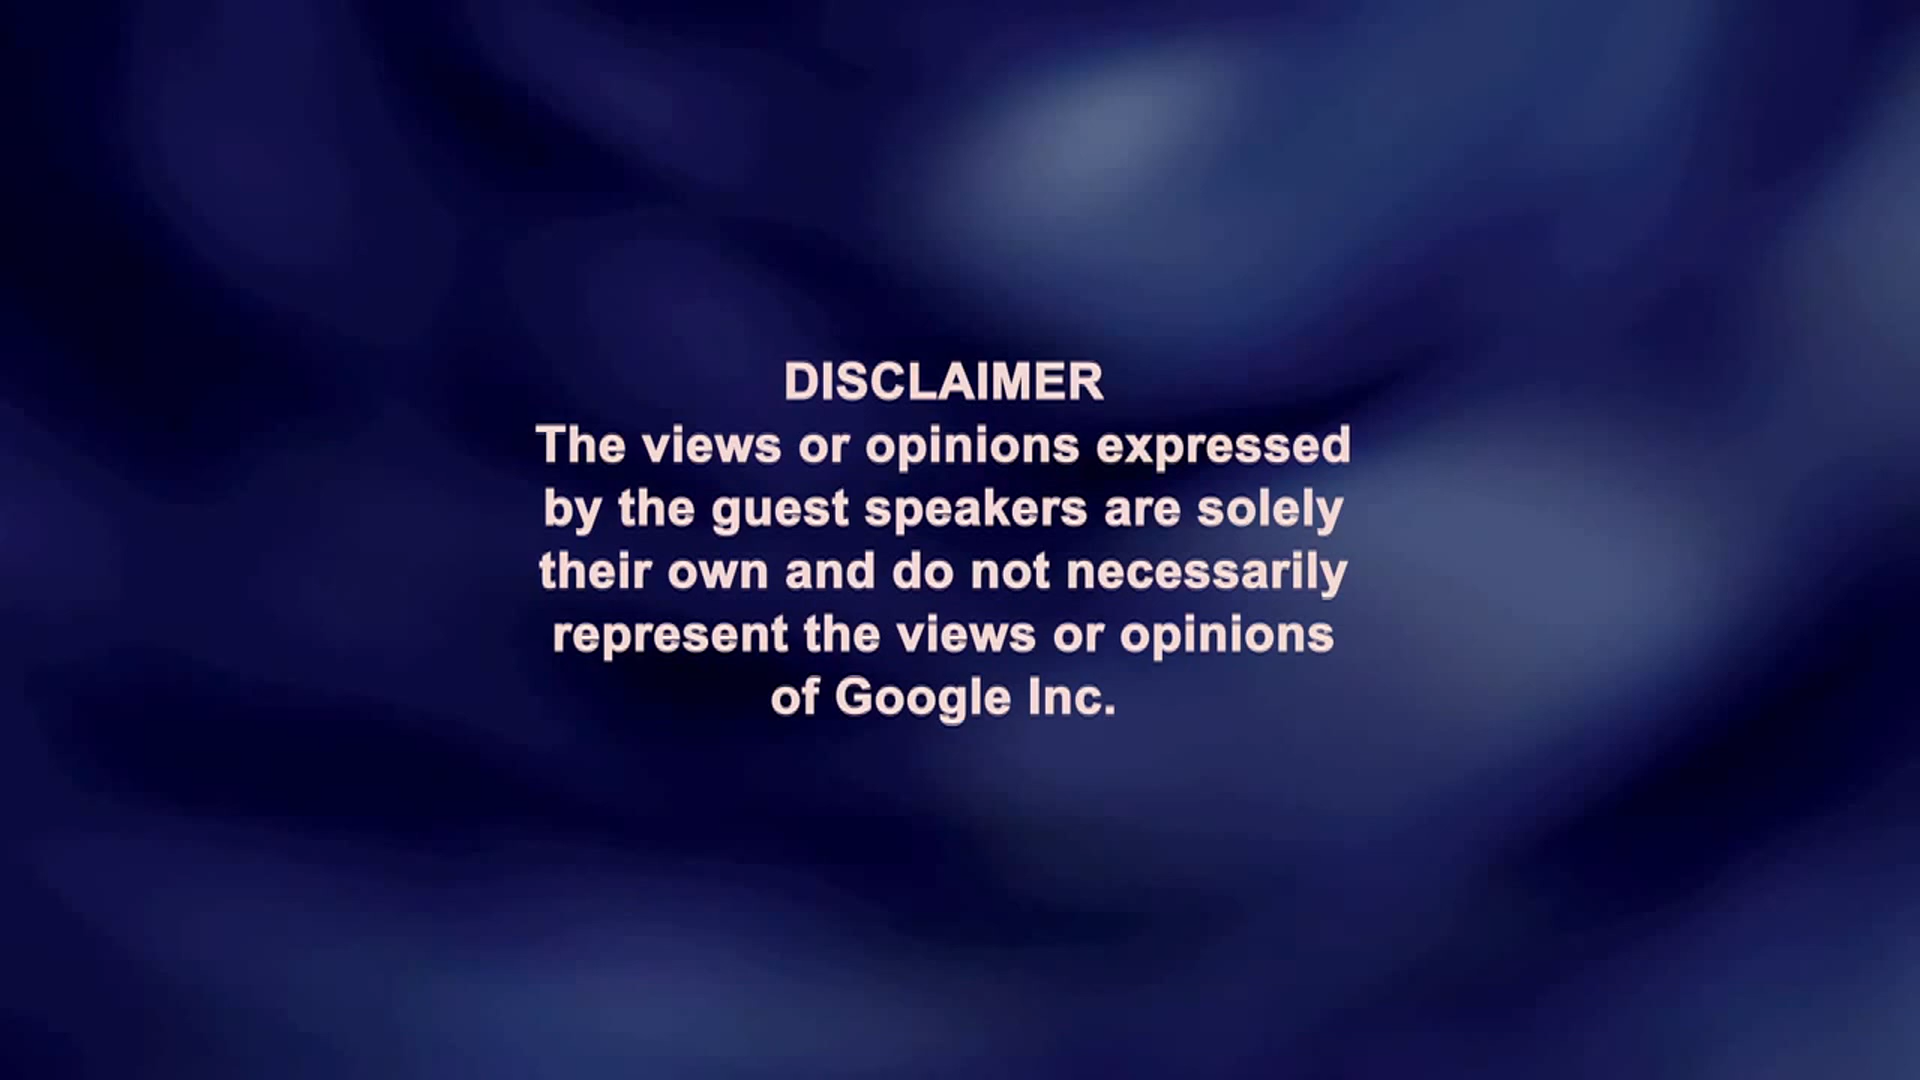 DISCLAIMER
The views or opinions expressed
by the guest speakers are solely
their own and do not necessarily
represent the views or opinions
of Google Inc.